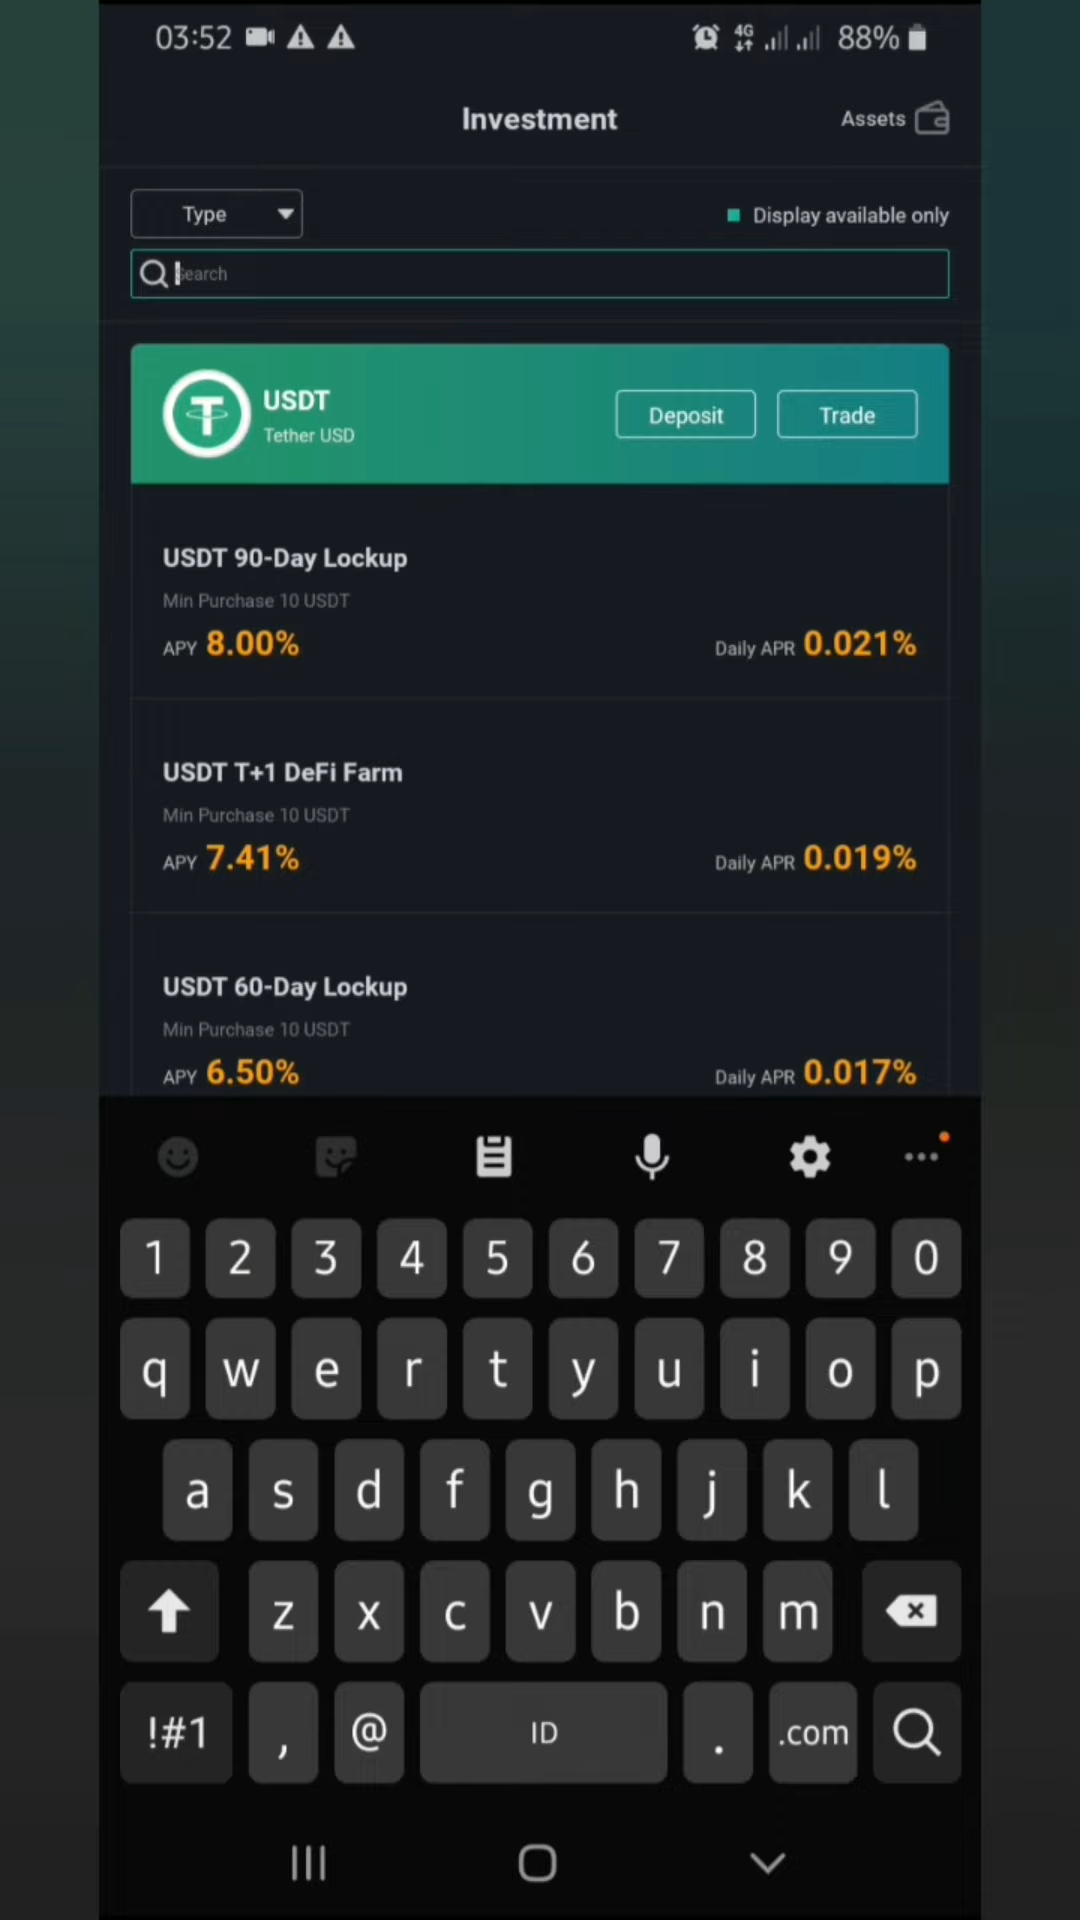 03:52 4G 88%
Investment Assets
Type Display available only
Search
USDT
Tether USD
Deposit Trade
USDT 90-Day Lockup
Min Purchase 10 USDT
APY 8.00% Daily APR 0.021%
USDT T+1 DeFi Farm
Min Purchase 10 USDT
APY 7.41% Daily APR 0.019%
USDT 60-Day Lockup
Min Purchase 10 USDT
APY 6.50% Daily APR 0.017%
1 2 3 4 5 6 7 8 9 0
q w e r t y u i o p
a s d f g h j k l
z x c v b n m
!#1 , @ ID . .com